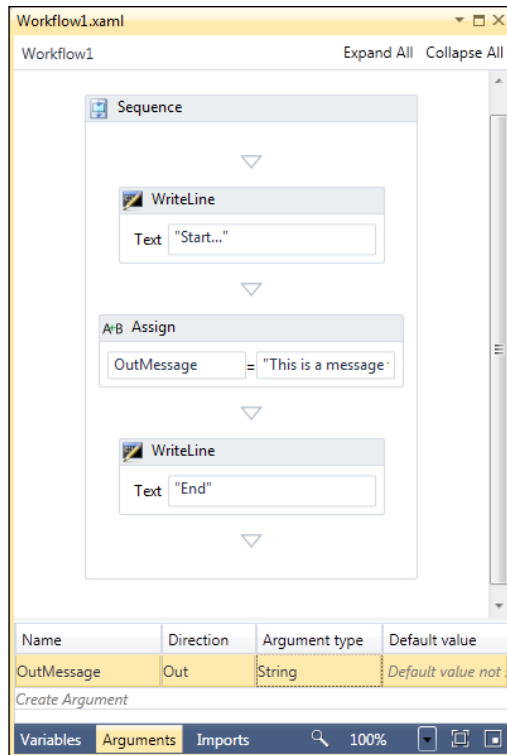 Workflow1.xaml
Workflow1 Expand All Collapse All
Sequence
WriteLine
Text "Start..."
A+B Assign
OutMessage = "This is a message
WriteLine
Text "End"
Name Direction Argument type Default value
OutMessage Out String Default value not
Create Argument
Variables Arguments Imports 100%